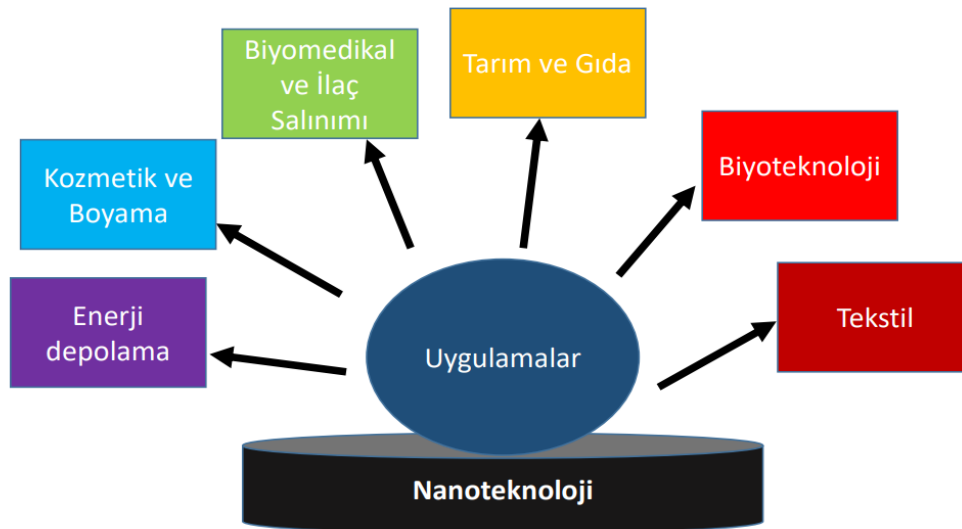 Biyomedikal
ve İlaç
Salınımı
Tarım ve Gıda
Kozmetik ve
Boyama
Biyoteknoloji
Enerji
depolama
Tekstil
Uygulamalar
Nanoteknoloji